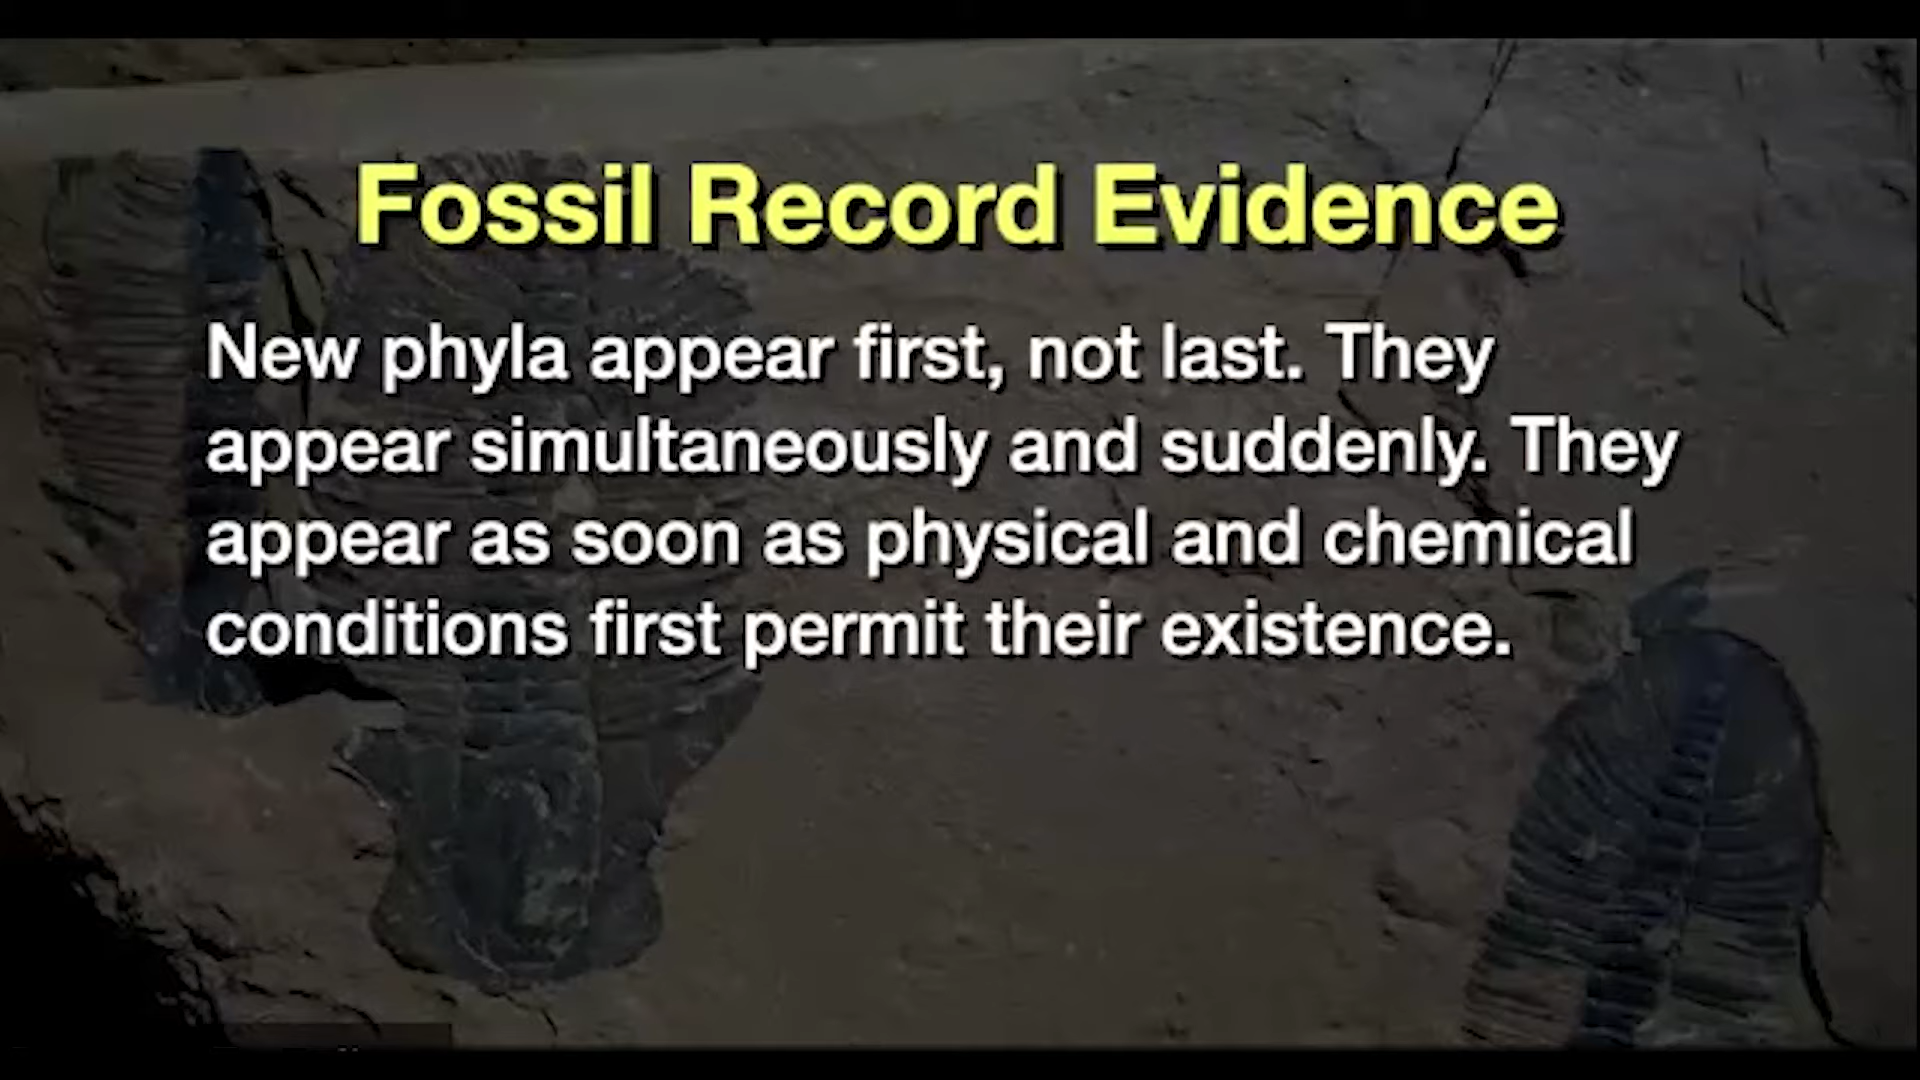 Fossil Record Evidence
New phyla appear first, not last. They
appear simultaneously and suddenly. They
appear as soon as physical and chemical
conditions first permit their existence.